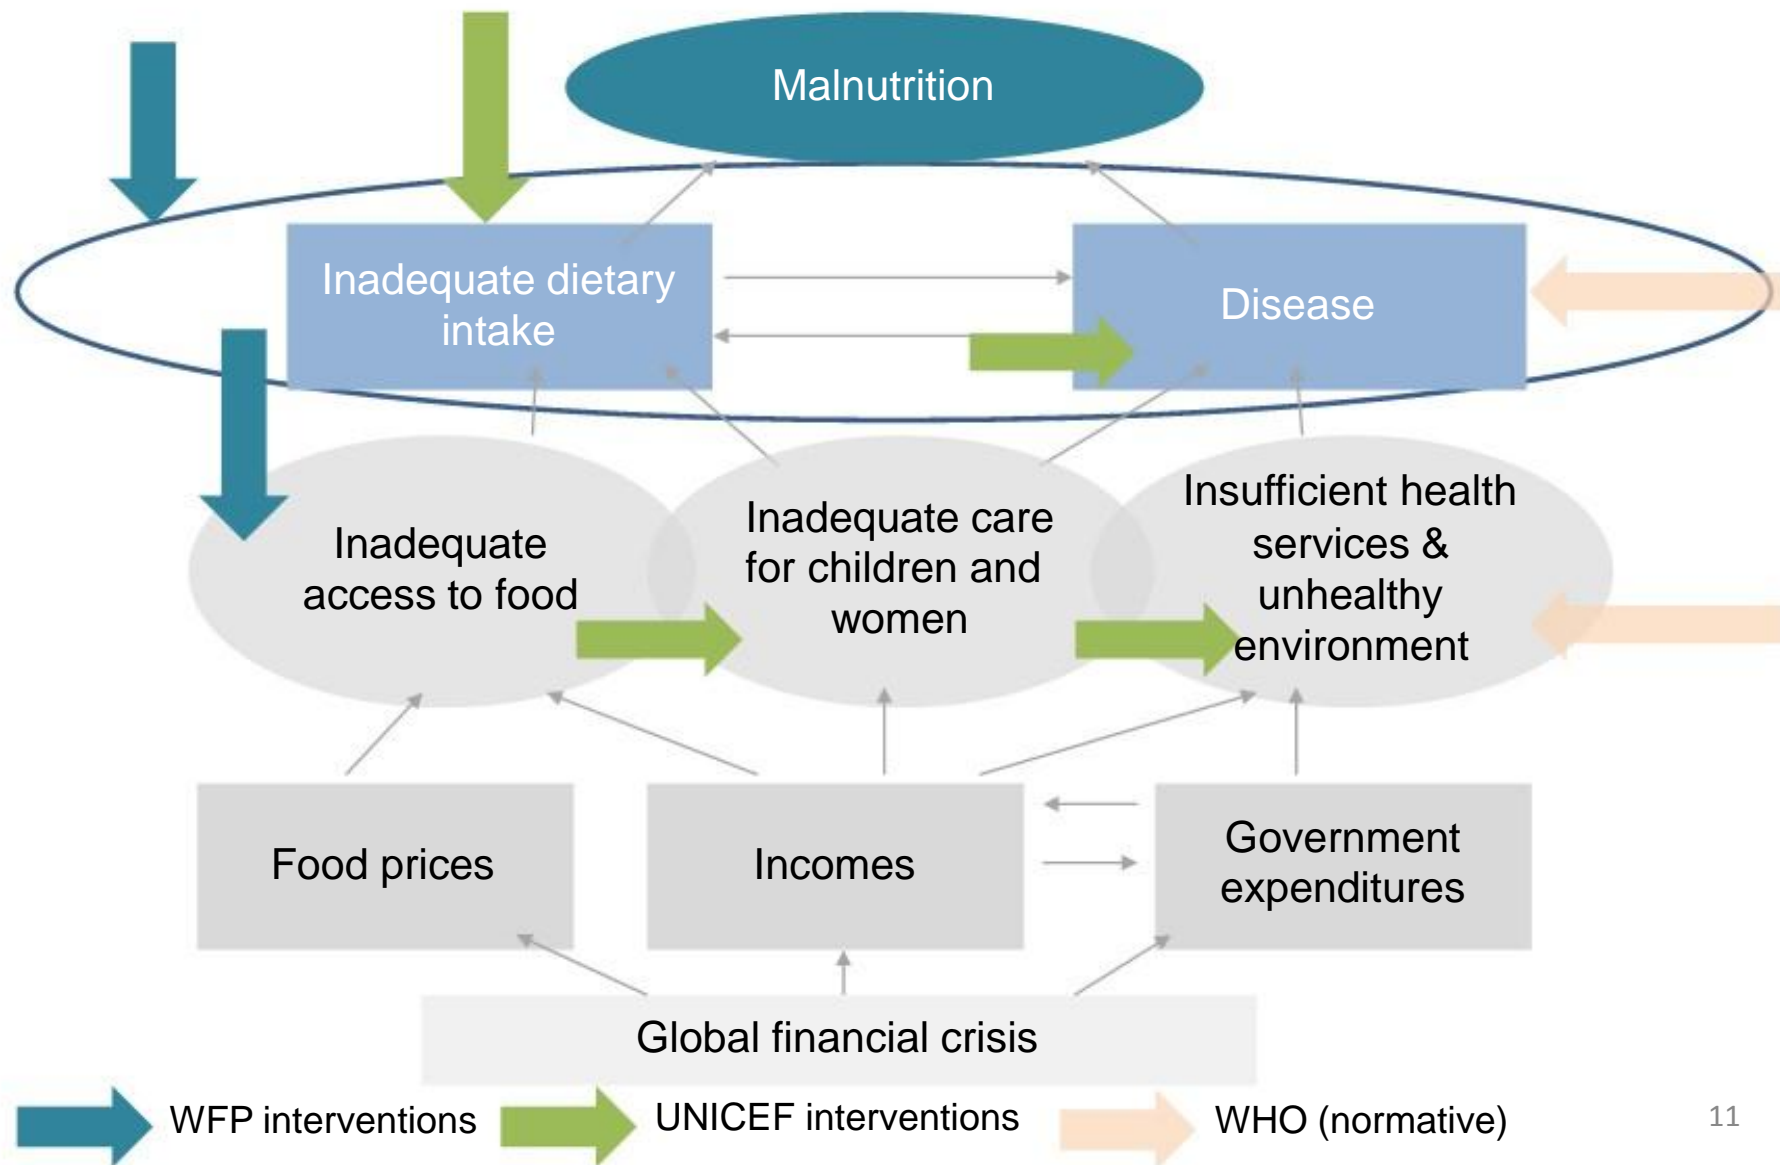 Malnutrition
Inadequate dietary
intake
Disease
Inadequate
access to food
Inadequate care
for children and
women
Insufficient health
services &
unhealthy
environment
Food prices
Incomes
Government
expenditures
Global financial crisis
WFP interventions
UNICEF interventions
WHO (normative)
11